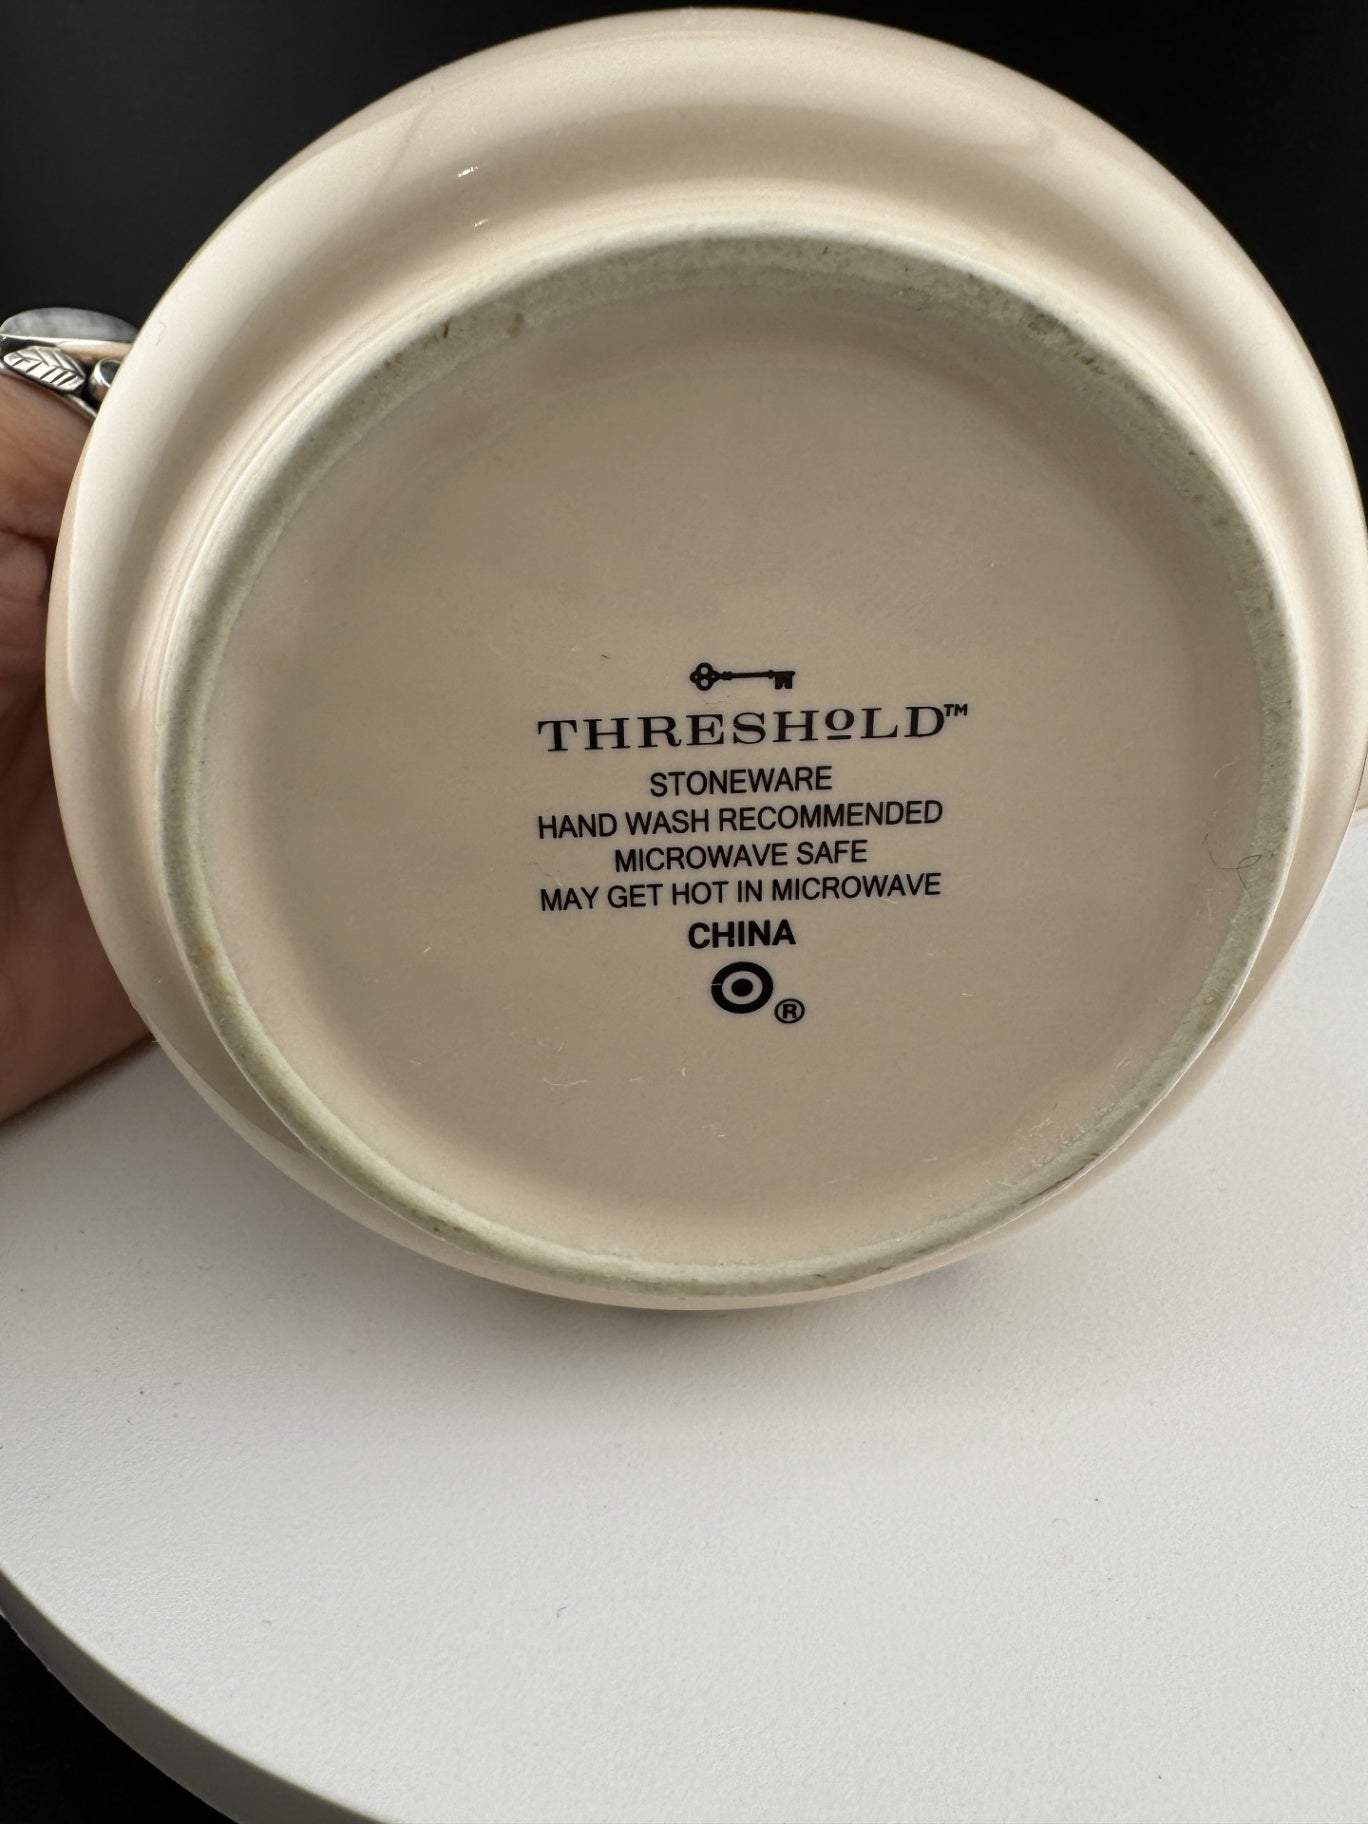 THRESHOLD™
STONEWARE
HAND WASH RECOMMENDED
MICROWAVE SAFE
MAY GET HOT IN MICROWAVE
CHINA
®